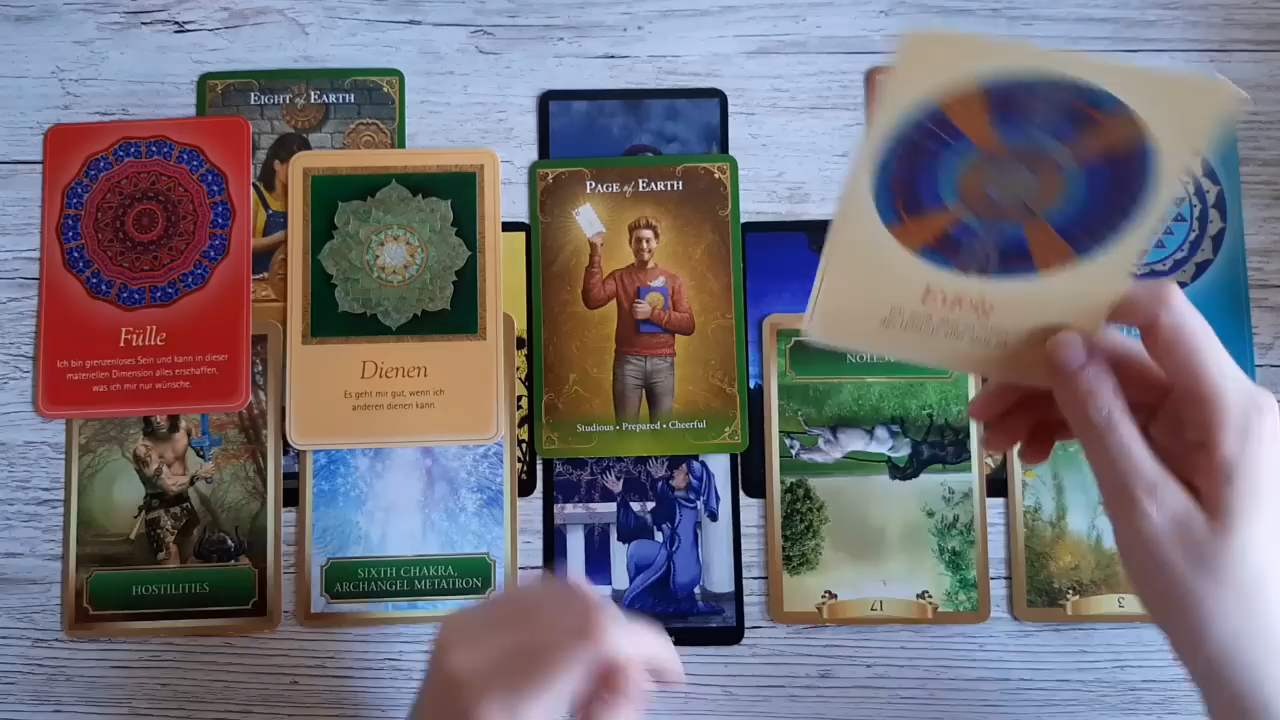 EIGHT of EARTH
Fülle
Ich bin grenzenloses Sein und kann in dieser
materiellen Dimension alles erschaffen,
was ich mir nur wünsche.
Dienen
Es geht mir gut, wenn ich
anderen dienen kann.
PAGE of EARTH
Studious • Prepared • Cheerful
HOSTILITIES
SIXTH CHAKRA,
ARCHANGEL METATRON
17
3